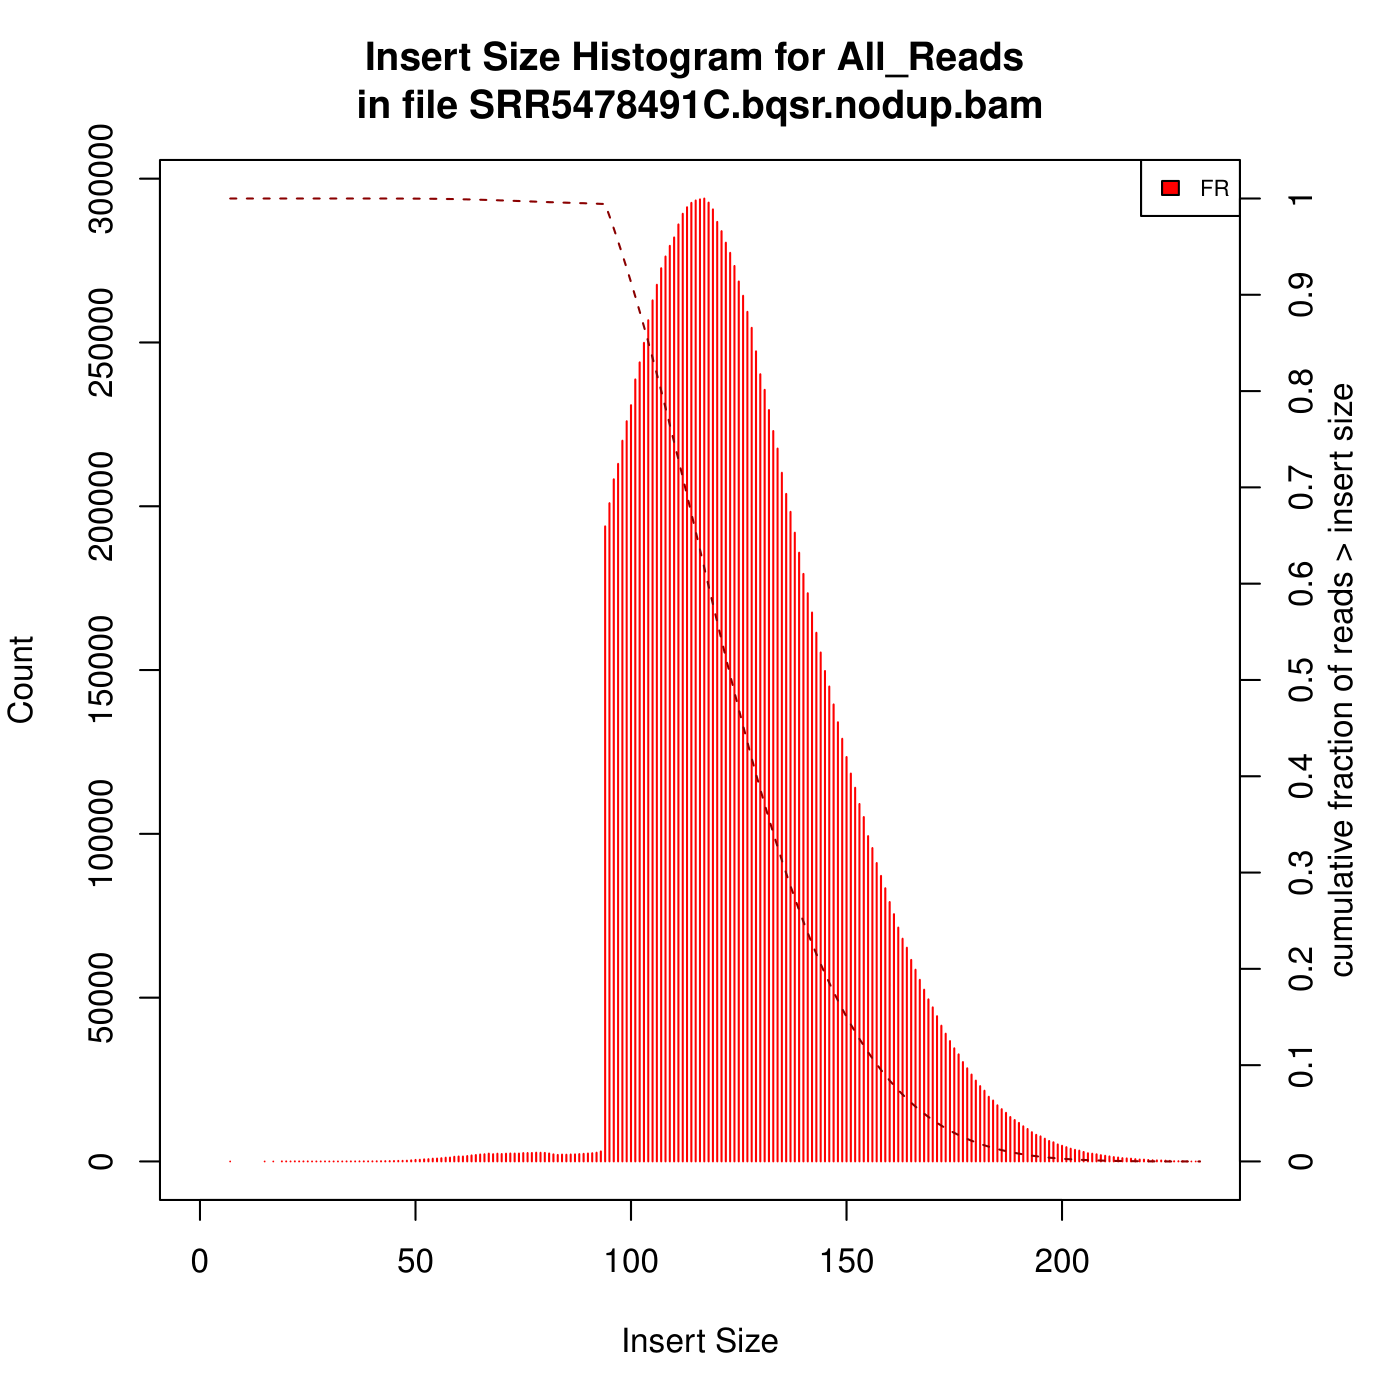 Insert Size Histogram for All_Reads
in file SRR5478491C.bqsr.nodup.bam
FR
Count
300000
250000
200000
150000
100000
50000
0
1
0.9
0.8
0.7
0.6
0.5
0.4
0.3
0.2
0.1
0
cumulative fraction of reads > insert size
0 50 100 150 200
Insert Size